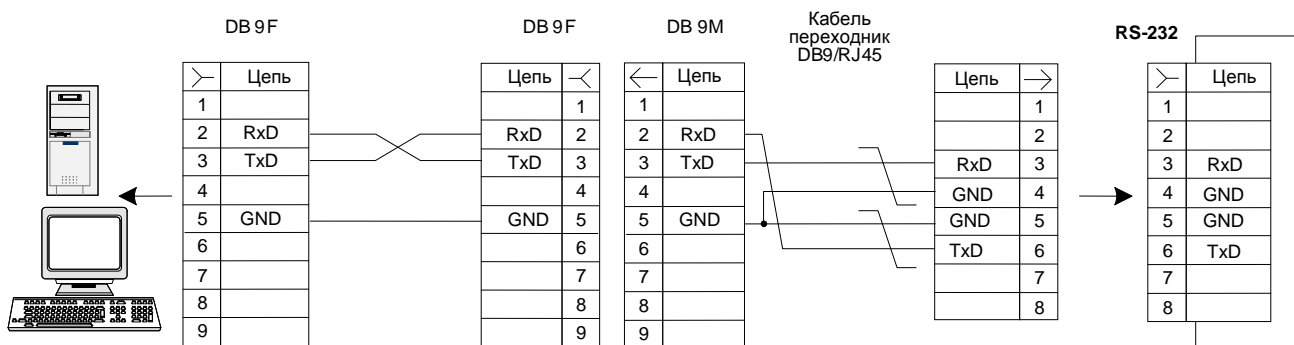 DB 9F
DB 9F
DB 9M
Кабель
переходник
DB9/RJ45
RS-232
Цепь
1
2 RxD
3 TxD
4
5 GND
6
7
8
9
Цепь
1
RxD 2
TxD 3
4
GND 5
6
7
8
9
Цепь
1
2 RxD
3 TxD
4
5 GND
6
7
8
9
Цепь
1
2
RxD 3
GND 4
GND 5
TxD 6
7
8
Цепь
1
2
3 RxD
4 GND
5 GND
6 TxD
7
8